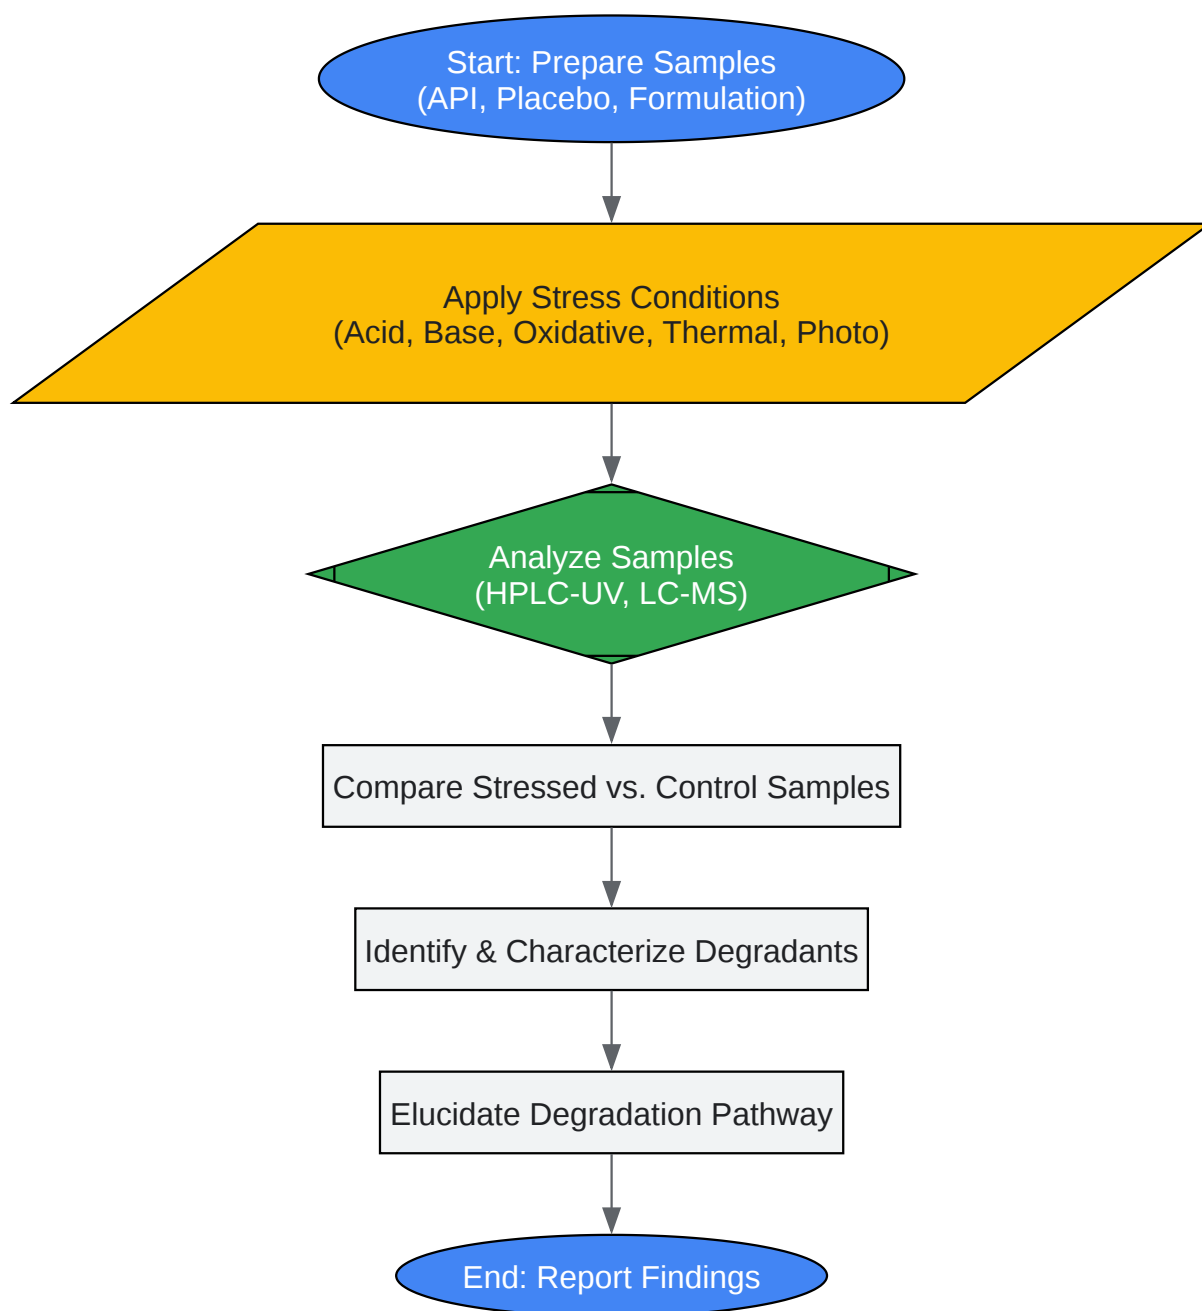 Start: Prepare Samples
(API, Placebo, Formulation)
Apply Stress Conditions
(Acid, Base, Oxidative, Thermal, Photo)
Analyze Samples
(HPLC-UV, LC-MS)
Compare Stressed vs. Control Samples
Identify & Characterize Degradants
Elucidate Degradation Pathway
End: Report Findings